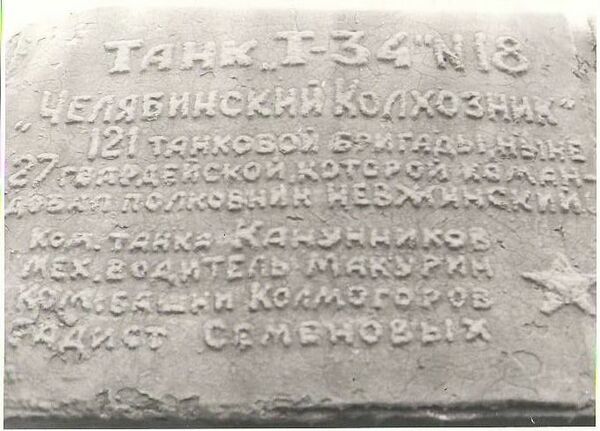 ТАНК „Т-34" N18
"ЧЕЛЯБИНСКИЙ КОЛХОЗНИК"
121 ТАНКОВОЙ БРИГАДЫ НЫНЕ
27 ГВАРДЕЙСКОЙ КОТОРОЙ КОМАН-
ДОВАЛ ПОЛКОВНИК НЕВЖИНСКИЙ.
КОМ. ТАНКА КАНУННИКОВ
МЕХ. ВОДИТЕЛЬ МАКУРИН
КОМ. БАШНИ КОЛМОГОРОВ
РАДИСТ СЕМЕНОВЫХ